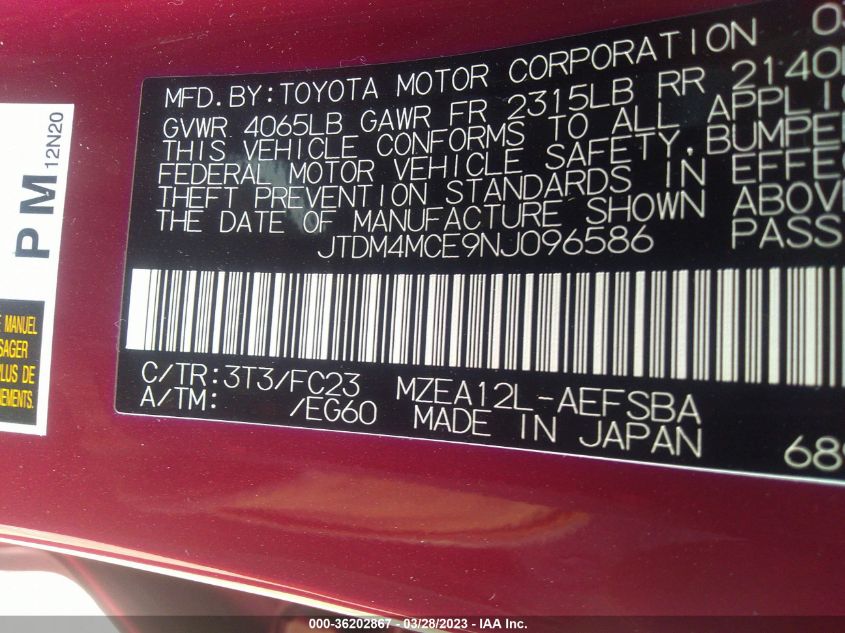 MFD. BY: TOYOTA MOTOR CORPORATION
GVWR 4065LB GAWR FR 2315LB RR
THIS VEHICLE CONFORMS TO ALL
FEDERAL MOTOR VEHICLE SAFETY,
THEFT PREVENTION STANDARDS IN
THE DATE OF MANUFACTURE SHOWN
JTDM4MCE9NJ096586
C/TR: 3T3/FC23 MZEA12L-AEFSBA
A/TM: /EG60 MADE IN JAPAN
PM
12N20
MANUEL
DE
000-36202867 - 03/28/2023 - IAA Inc.